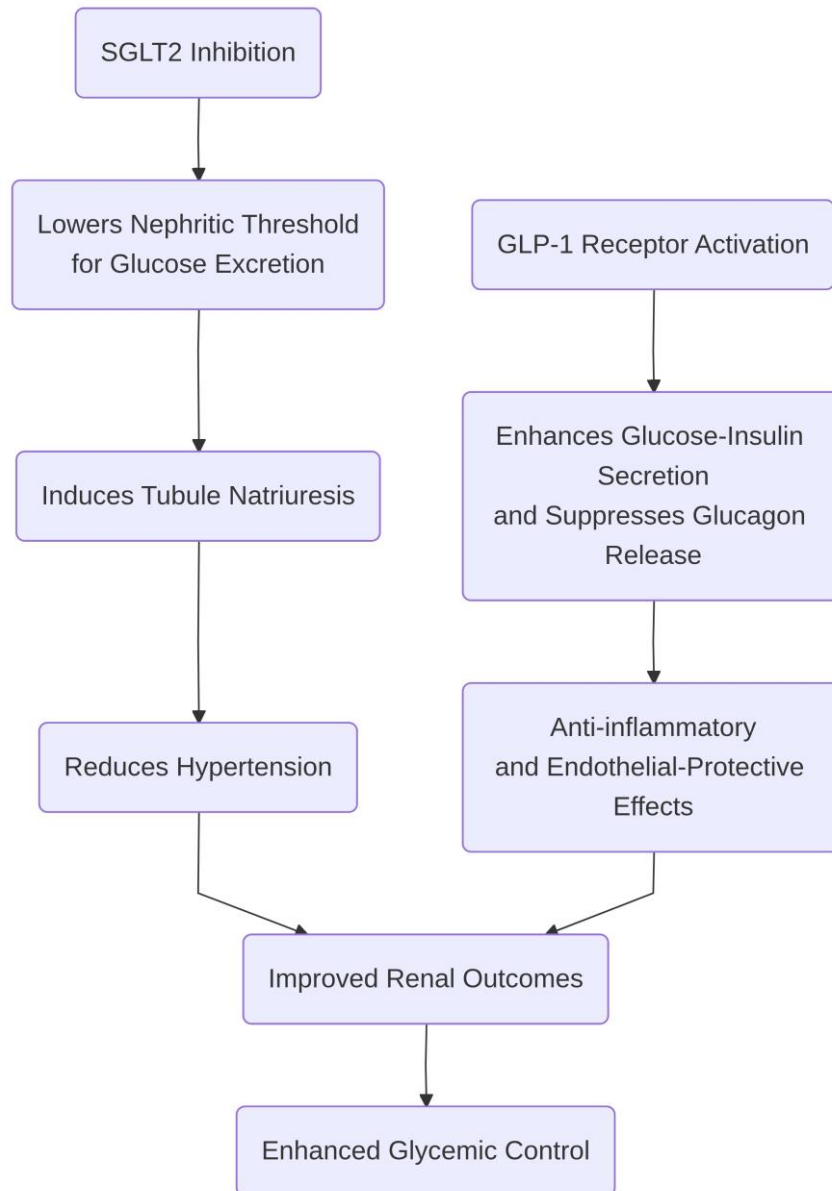 SGLT2 Inhibition
Lowers Nephritic Threshold
for Glucose Excretion
Induces Tubule Natriuresis
Reduces Hypertension
GLP-1 Receptor Activation
Enhances Glucose-Insulin
Secretion
and Suppresses Glucagon
Release
Anti-inflammatory
and Endothelial-Protective
Effects
Improved Renal Outcomes
Enhanced Glycemic Control